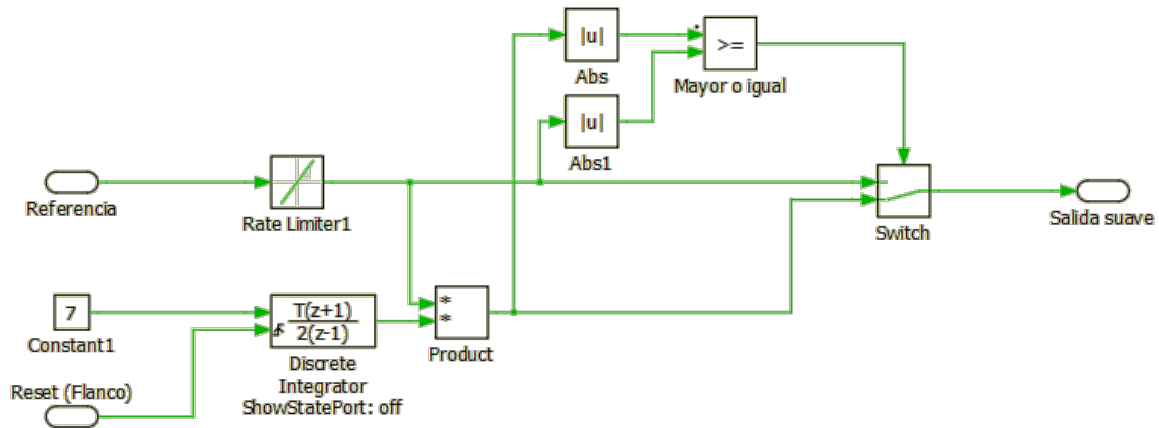 |u|
Abs
>=
Mayor o igual
|u|
Abs1
Referencia
Rate Limiter1
Switch
Salida suave
7
Constant1
T(z+1)
2(z-1)
Discrete
Integrator
ShowStatePort: off
*
*
Product
Reset (Flanco)